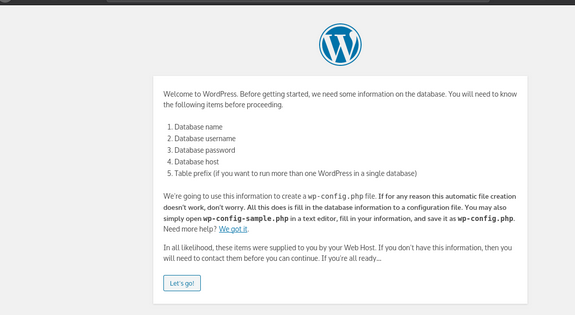 Welcome to WordPress. Before getting started, we need some information on the database. You will need to know
the following items before proceeding.
1. Database name
2. Database username
3. Database password
4. Database host
5. Table prefix (if you want to run more than one WordPress in a single database)
We're going to use this information to create a wp-config.php file. If for any reason this automatic file creation
doesn't work, don't worry. All this does is fill in the database information to a configuration file. You may also
simply open wp-config-sample.php in a text editor, fill in your information, and save it as wp-config.php.
Need more help? We got it.
In all likelihood, these items were supplied to you by your Web Host. If you don't have this information, then you
will need to contact them before you can continue. If you're all ready...
Let's go!